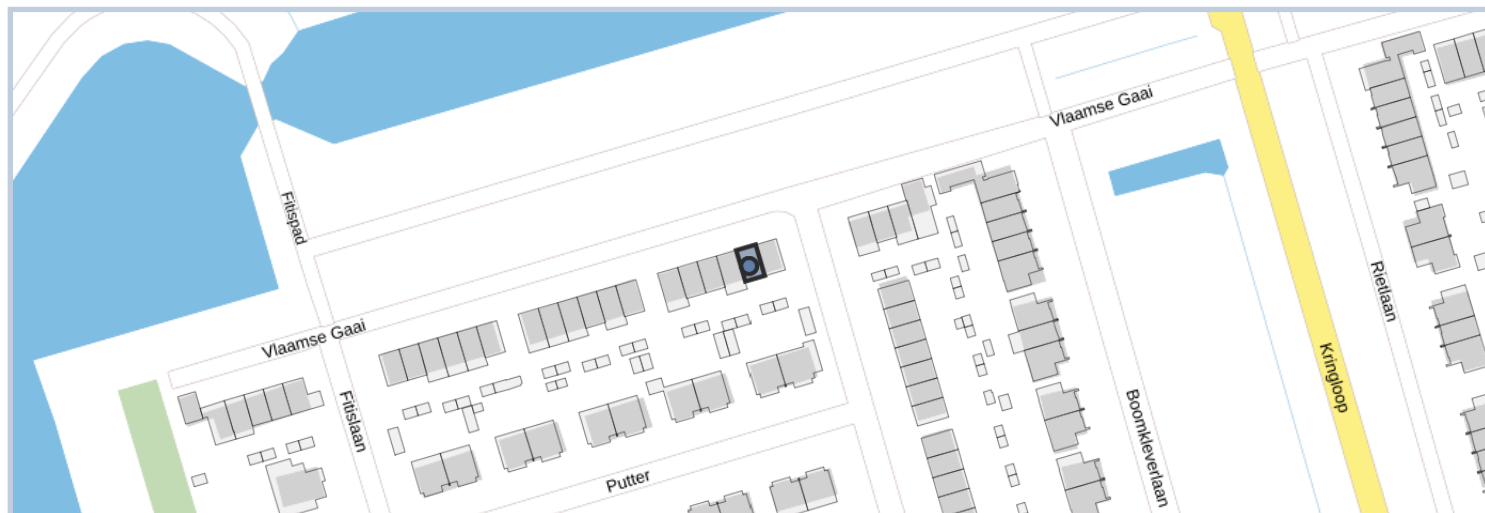 Vlaamse Gaai
Fitispad
Rietlaan
Vlaamse Gaai
Kringloop
Fitislaan
Boomkleverlaan
Putter